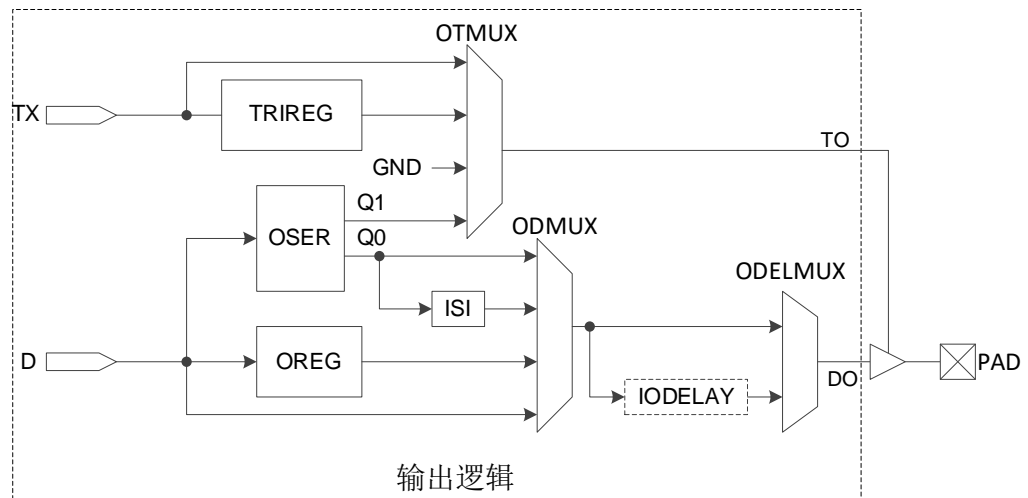 OTMUX
TX
TRIREG
TO
GND
Q1
OSER
Q0
ODMUX
ODELMUX
ISI
D
OREG
DO
PAD
IODELAY
输出逻辑